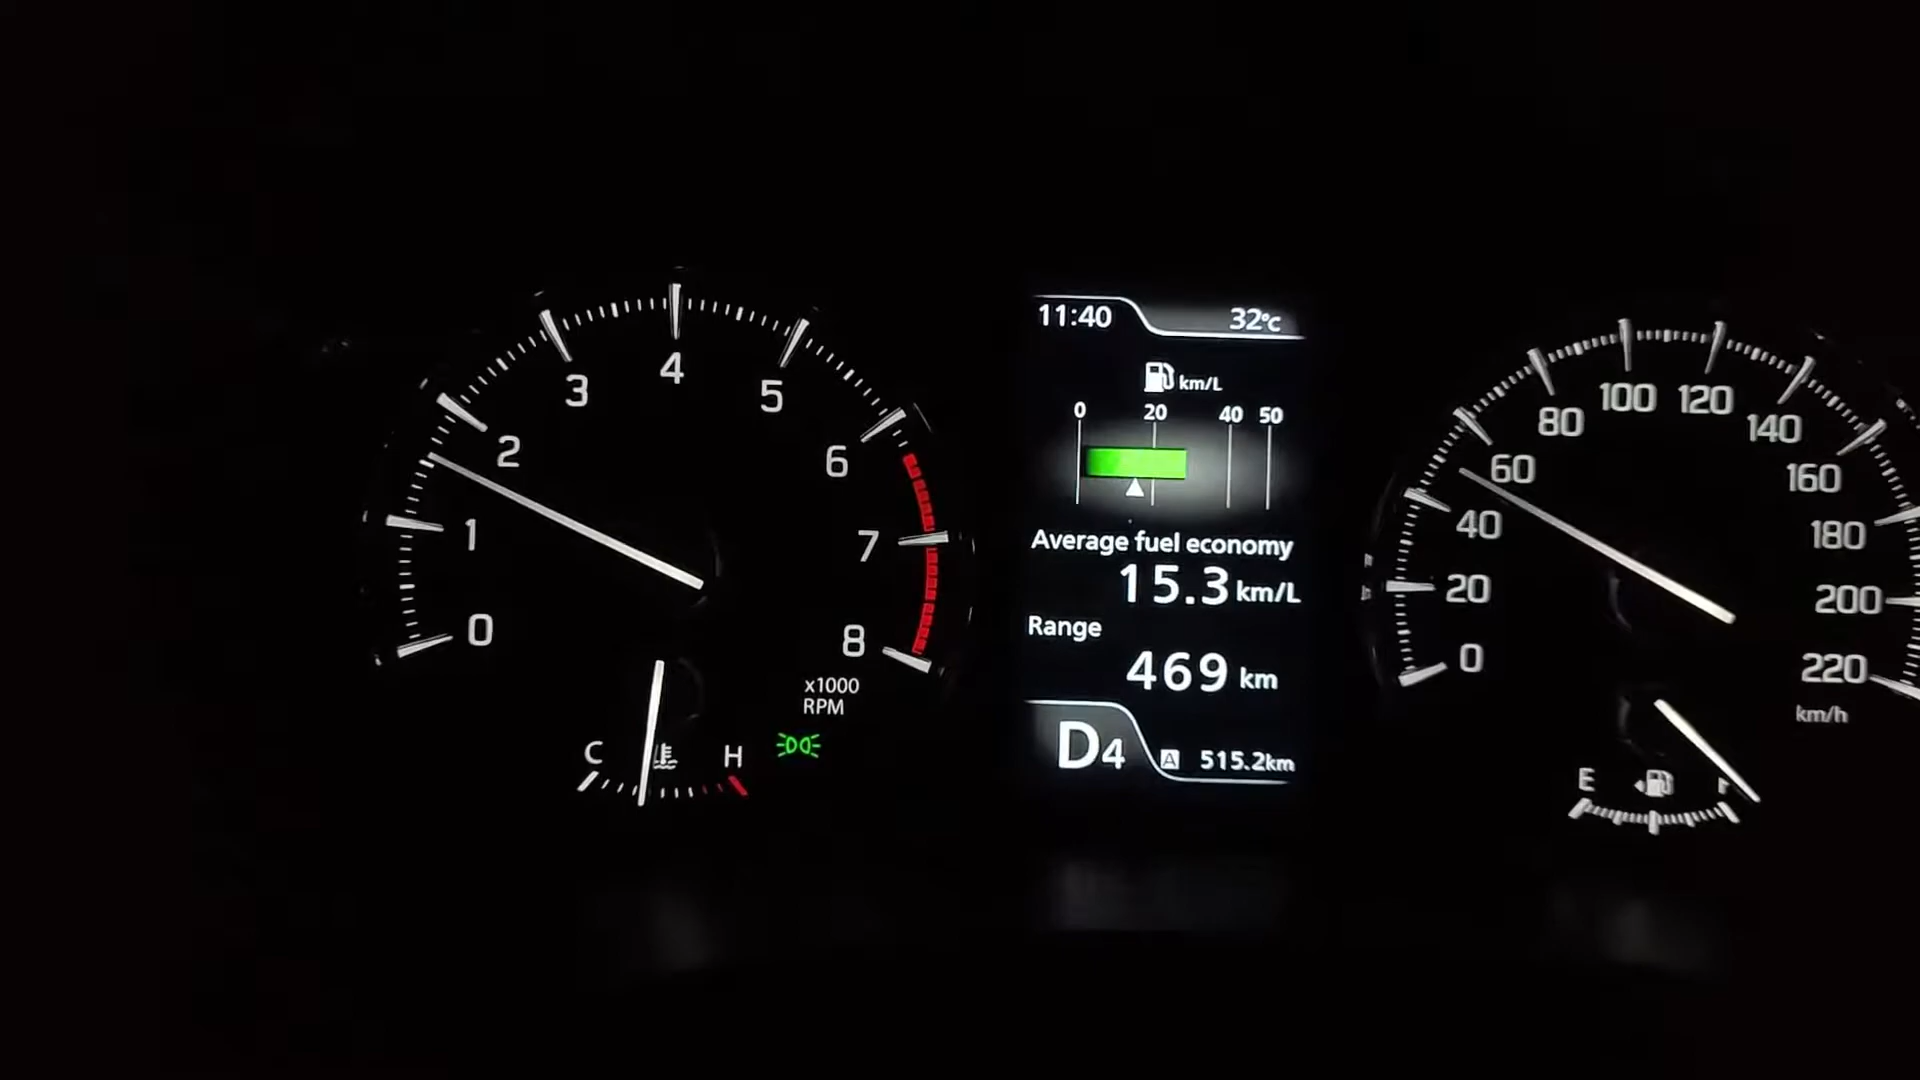 0
1
2
3
4
5
6
7
8
x1000
RPM
C
H
11:40
32°C
km/L
0 20 40 50
Average fuel economy
15.3 km/L
Range
469 km
D4
A 515.2km
0
20
40
60
80
100
120
140
160
180
200
220
km/h
E